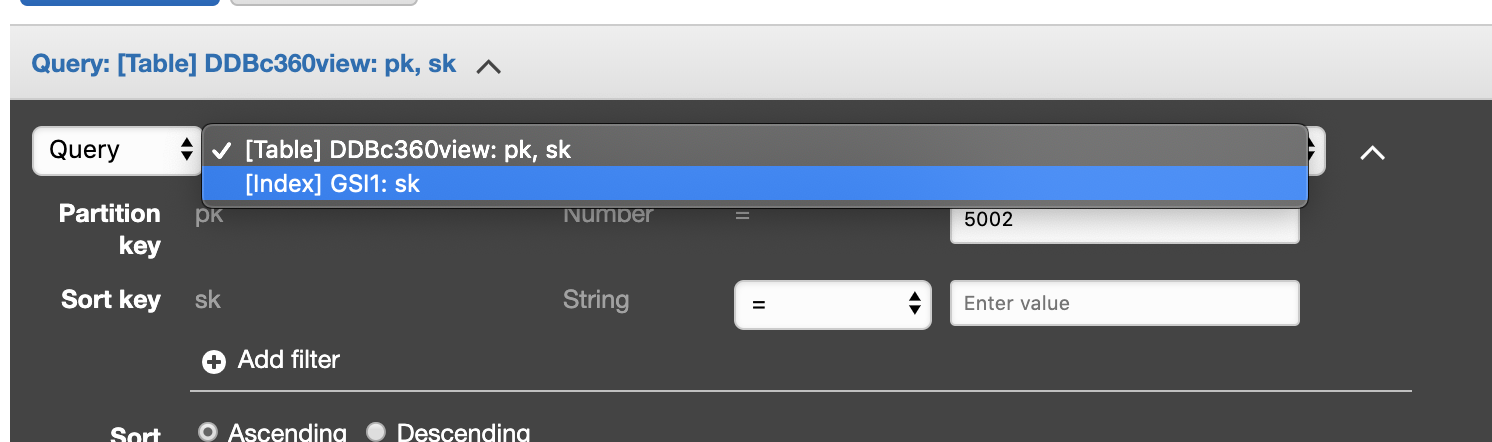 Query: [Table] DDBc360view: pk, sk
Query
[Table] DDBc360view: pk, sk
[Index] GSI1: sk
Partition key
pk
Number
=
5002
Sort key
sk
String
=
Enter value
Add filter
Sort
Ascending
Descending